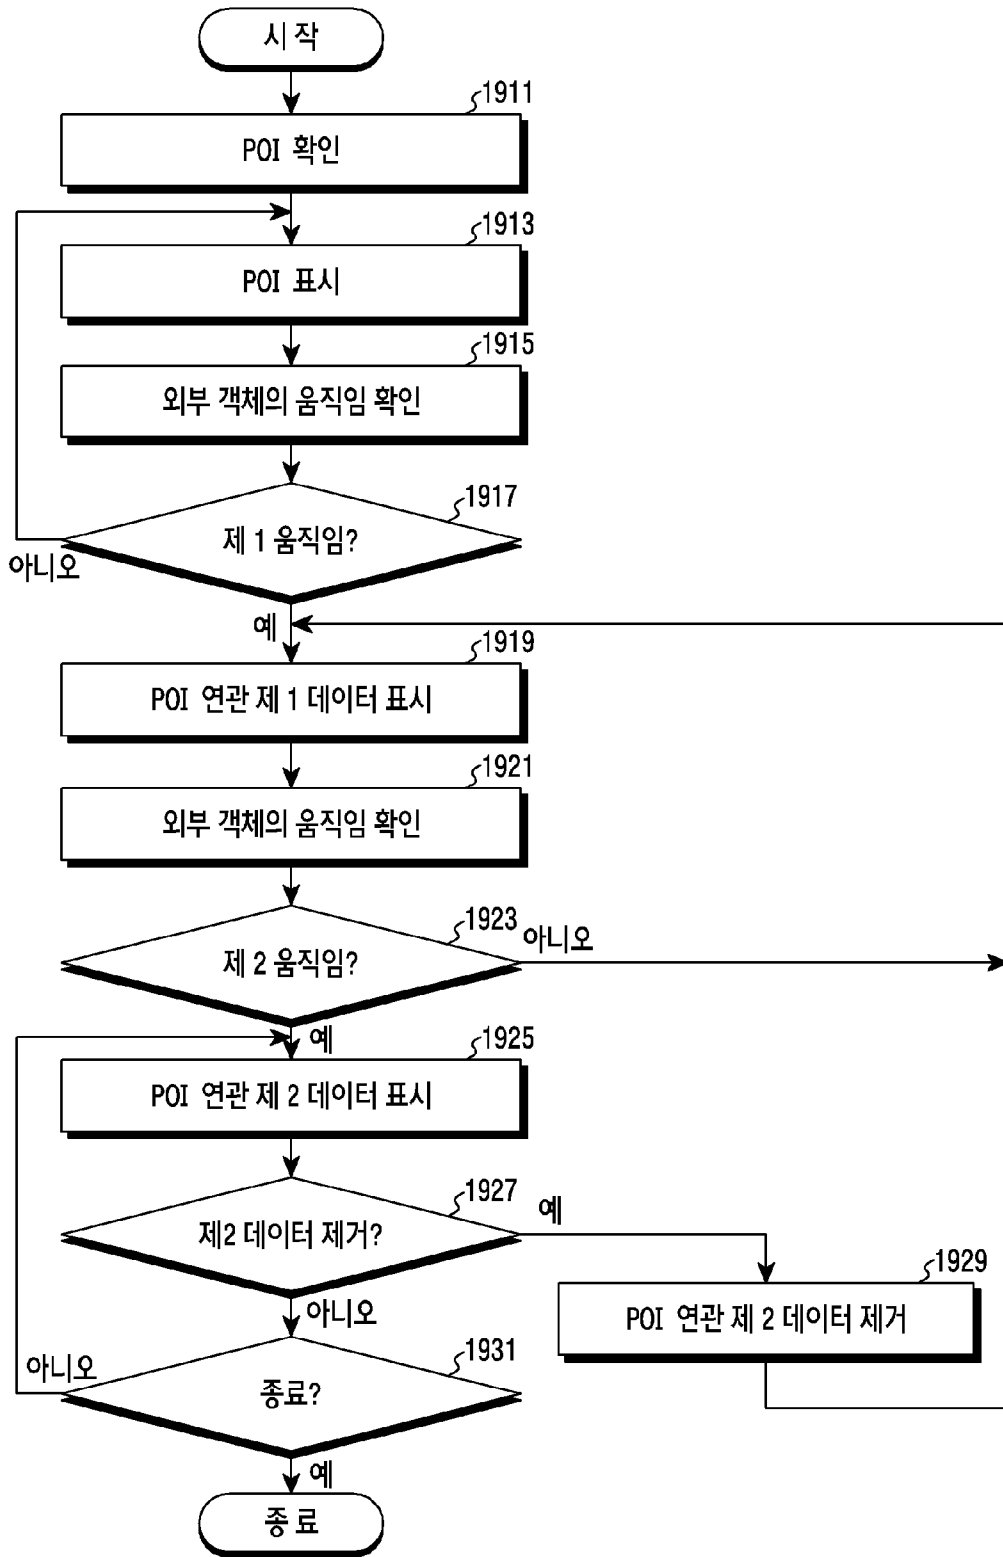 시작
1911
POI 확인
1913
POI 표시
1915
외부 객체의 움직임 확인
1917
제 1 움직임?
아니오
예
1919
POI 연관 제 1 데이터 표시
1921
외부 객체의 움직임 확인
1923
제 2 움직임?
아니오
예
1925
POI 연관 제 2 데이터 표시
1927
제2 데이터 제거?
예
아니오
1929
POI 연관 제 2 데이터 제거
1931
종료?
아니오
예
종료